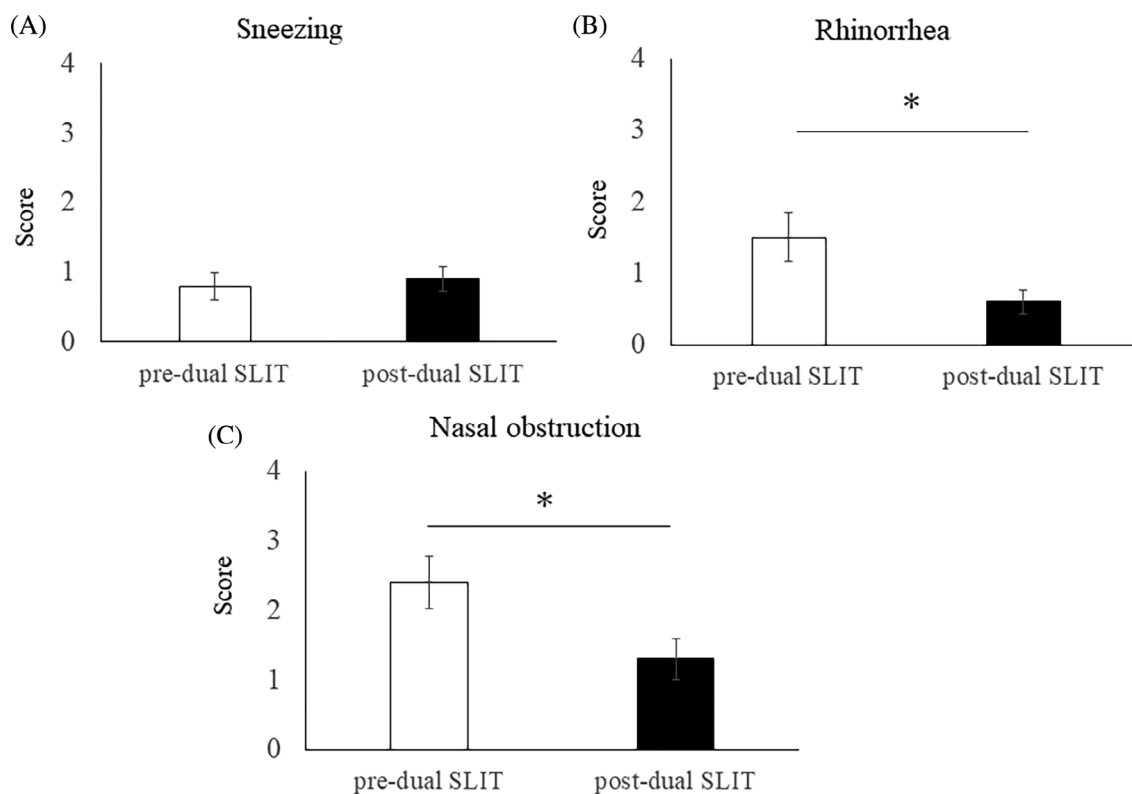 (A)
Sneezing
4
3
2
1
0
Score
pre-dual SLIT
post-dual SLIT
(B)
Rhinorrhea
4
3
2
1
0
Score
*
pre-dual SLIT
post-dual SLIT
(C)
Nasal obstruction
4
3
2
1
0
Score
*
pre-dual SLIT
post-dual SLIT